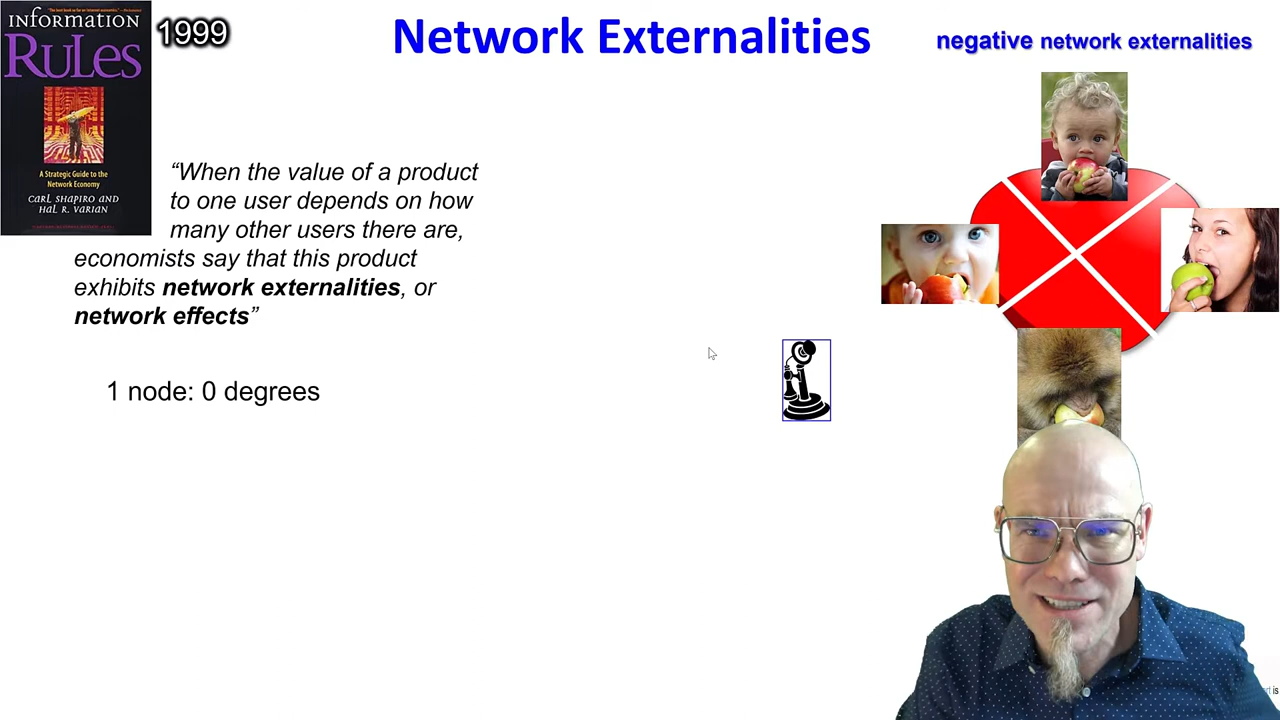 INFORMATION
RULES
A Strategic Guide to the
Network Economy
CARL SHAPIRO AND
HAL R. VARIAN
1999
Network Externalities
negative network externalities
“When the value of a product
to one user depends on how
many other users there are,
economists say that this product
exhibits network externalities, or
network effects”
1 node: 0 degrees
is